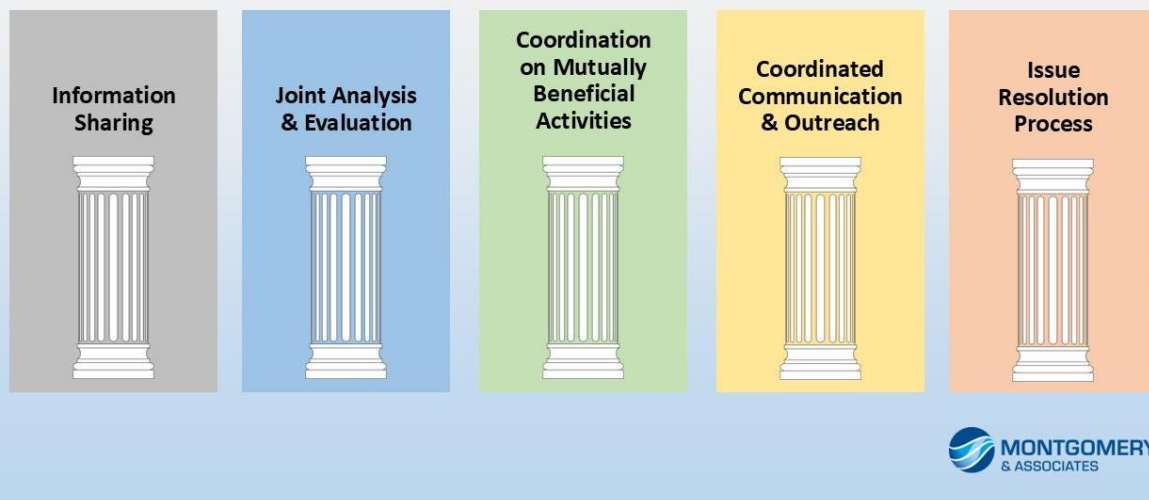 Information
Sharing
Joint Analysis
& Evaluation
Coordination
on Mutually
Beneficial
Activities
Coordinated
Communication
& Outreach
Issue
Resolution
Process
MONTGOMERY
& ASSOCIATES